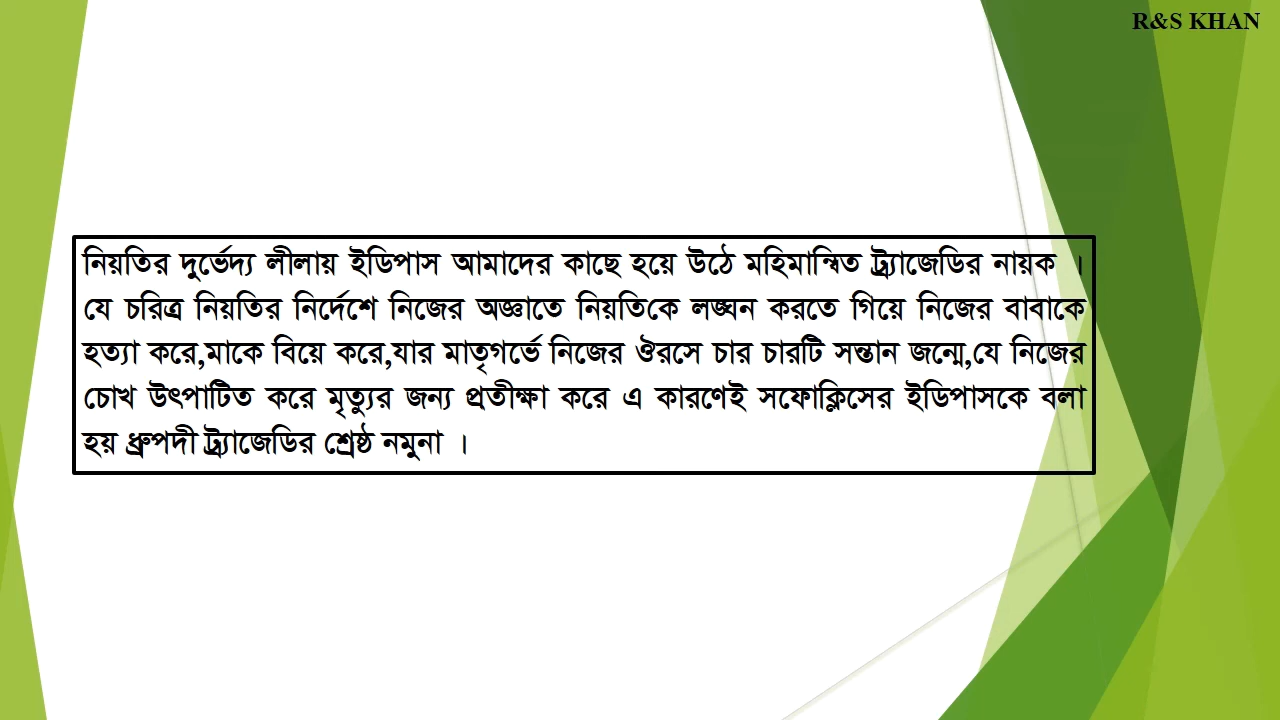 R&S KHAN
নিয়তির দুর্ভেদ্য লীলায় ইডিপাস আমাদের কাছে হয়ে উঠে মহিমান্বিত ট্র্যাজেডির নায়ক ।
যে চরিত্র নিয়তির নির্দেশে নিজের অজ্ঞাতে নিয়তিকে লঙ্ঘন করতে গিয়ে নিজের বাবাকে
হত্যা করে,মাকে বিয়ে করে,যার মাতৃগর্ভে নিজের ঔরসে চার চারটি সন্তান জন্মে,যে নিজের
চোখ উৎপাটিত করে মৃত্যুর জন্য প্রতীক্ষা করে এ কারণেই সফোক্লিসের ইডিপাসকে বলা
হয় ধ্রুপদী ট্র্যাজেডির শ্রেষ্ঠ নমুনা ।